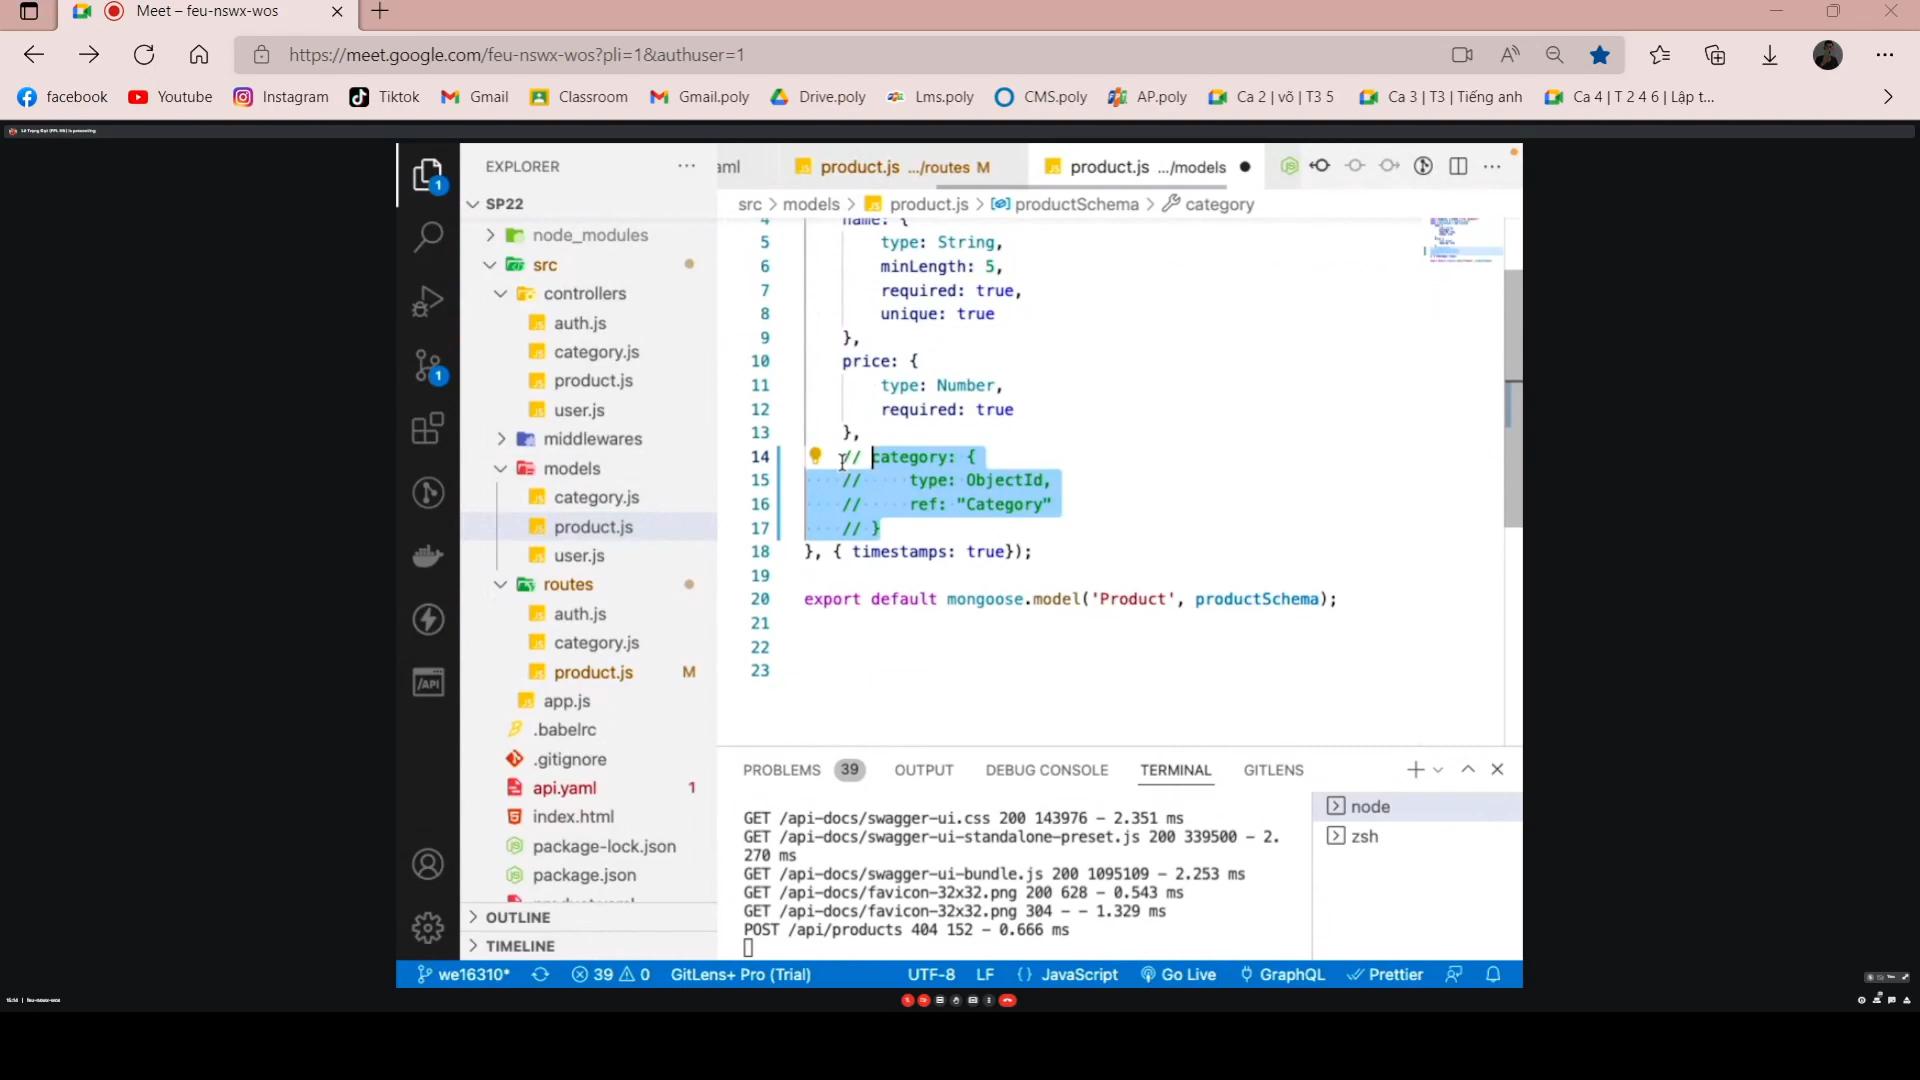 Meet – feu-nswx-wos
https://meet.google.com/feu-nswx-wos?pli=1&authuser=1
facebook
Youtube
Instagram
Tiktok
Gmail
Classroom
Gmail.poly
Drive.poly
Lms.poly
CMS.poly
AP.poly
Ca 2 | võ | T3 5
Ca 3 | T3 | Tiếng anh
Ca 4 | T 2 4 6 | Lập t...
EXPLORER
SP22
node_modules
src
controllers
auth.js
category.js
product.js
user.js
middlewares
models
category.js
product.js
user.js
routes
auth.js
category.js
product.js M
app.js
.babelrc
.gitignore
api.yaml 1
index.html
package-lock.json
package.json
OUTLINE
TIMELINE
aml
product.js .../routes M
product.js .../models
src > models > product.js > productSchema > category
4 name: {
5 type: String,
6 minLength: 5,
7 required: true,
8 unique: true
9 },
10 price: {
11 type: Number,
12 required: true
13 },
14 // category: {
15 // type: ObjectId,
16 // ref: "Category"
17 // }
18 }, { timestamps: true});
19
20 export default mongoose.model('Product', productSchema);
21
22
23
PROBLEMS 39 OUTPUT DEBUG CONSOLE TERMINAL GITLENS
GET /api-docs/swagger-ui.css 200 143976 - 2.351 ms
GET /api-docs/swagger-ui-standalone-preset.js 200 339500 - 2.
270 ms
GET /api-docs/swagger-ui-bundle.js 200 1095109 - 2.253 ms
GET /api-docs/favicon-32x32.png 200 628 - 0.543 ms
GET /api-docs/favicon-32x32.png 304 - - 1.329 ms
POST /api/products 404 152 - 0.666 ms
node
zsh
we16310* 39 0 GitLens+ Pro (Trial) UTF-8 LF {} JavaScript Go Live GraphQL Prettier